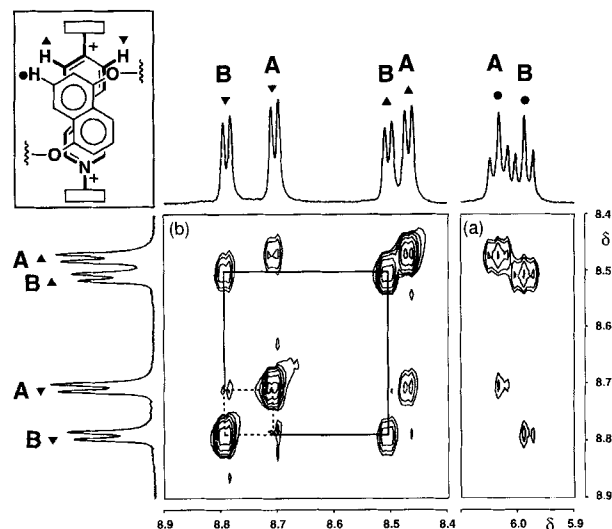 H + H
H O
O
N
+
B A B A A B
▼ ▼ ▲ ▲ ● ●
(b) (a)
A ▲
B ▲
A ▼
B ▼
8.4
δ
8.5
8.6
8.7
8.8
8.9
8.9 8.8 8.7 8.6 8.5 8.4 6.0 δ 5.9